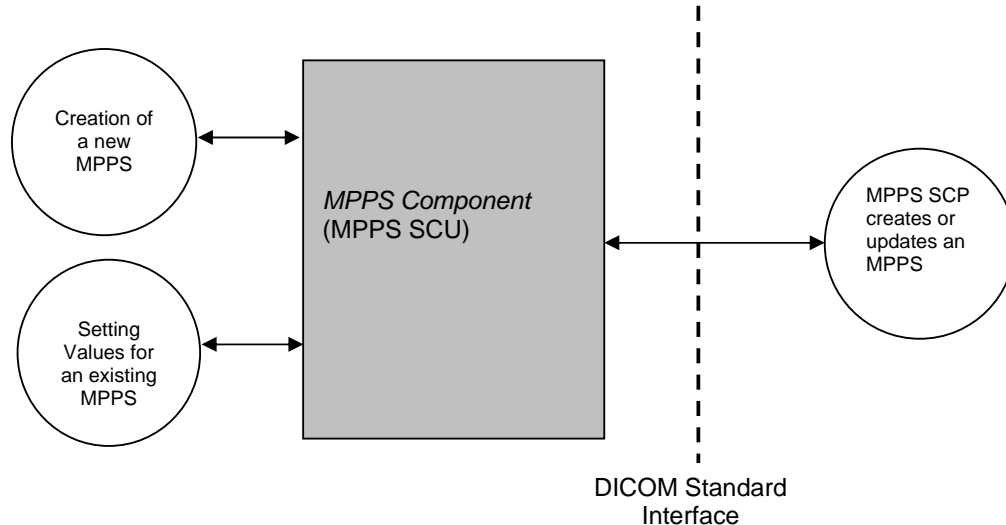 Creation of
a new
MPPS
MPPS Component
(MPPS SCU)
MPPS SCP
creates or
updates an
MPPS
Setting
Values for
an existing
MPPS
DICOM Standard
Interface